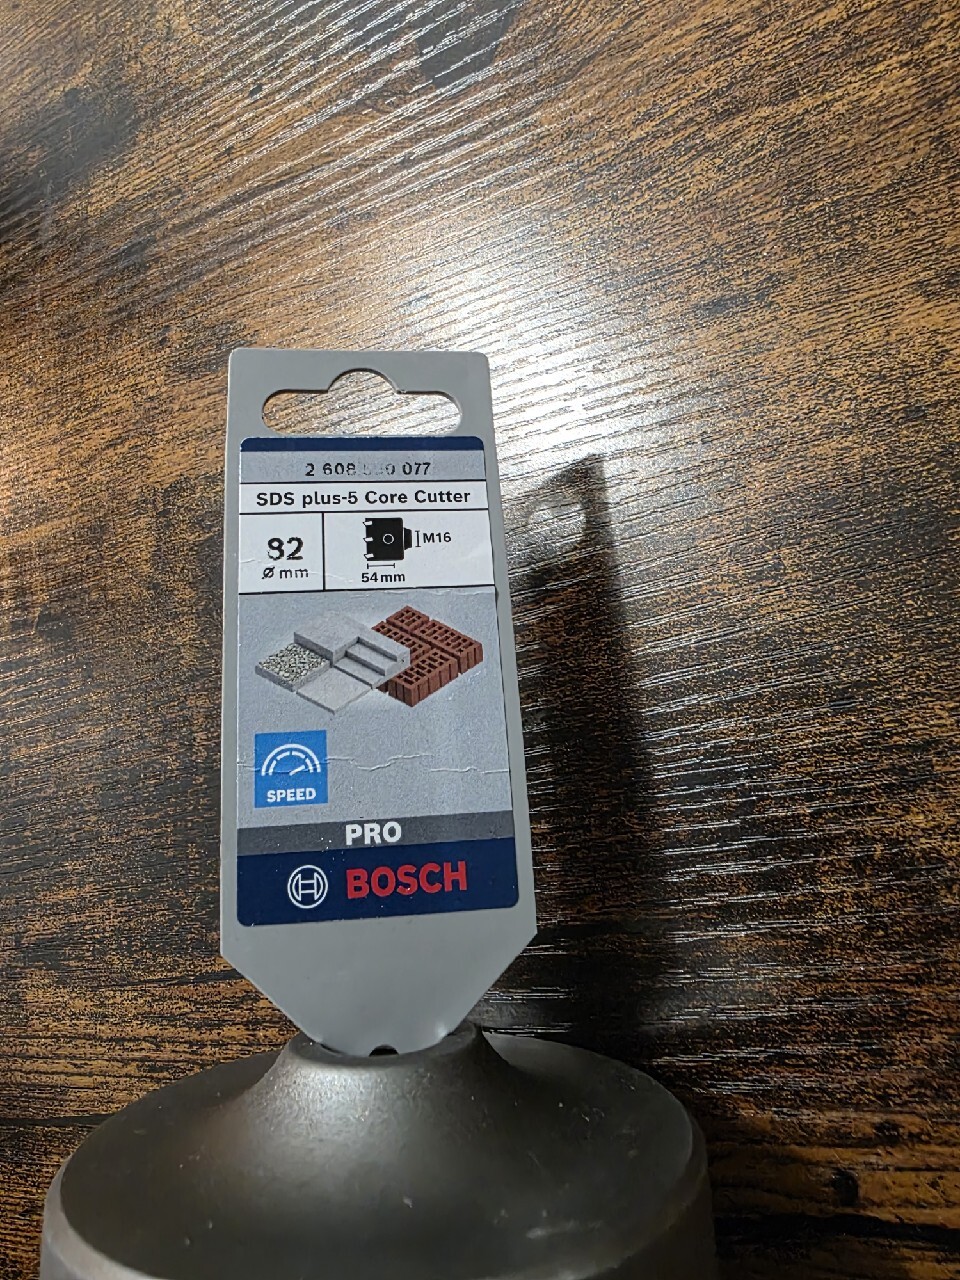 2 608 077
SDS plus-5 Core Cutter
82
Ø mm
M16
54mm
SPEED
PRO
BOSCH